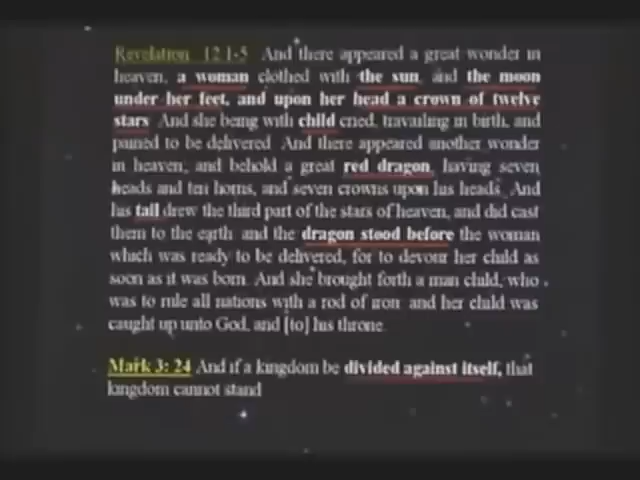 Revelation 12:1-5 And there appeared a great wonder in
heaven, a woman clothed with the sun, and the moon
under her feet, and upon her head a crown of twelve
stars And she being with child cried, travailing in birth, and
pained to be delivered And there appeared another wonder
in heaven, and behold a great red dragon, having seven
heads and ten horns, and seven crowns upon his heads. And
his tail drew the third part of the stars of heaven, and did cast
them to the earth and the dragon stood before the woman
which was ready to be delivered, for to devour her child as
soon as it was born. And she brought forth a man child, who
was to rule all nations with a rod of iron and her child was
caught up unto God, and [to] his throne
Mark 3: 24 And if a kingdom be divided against itself, that
kingdom cannot stand